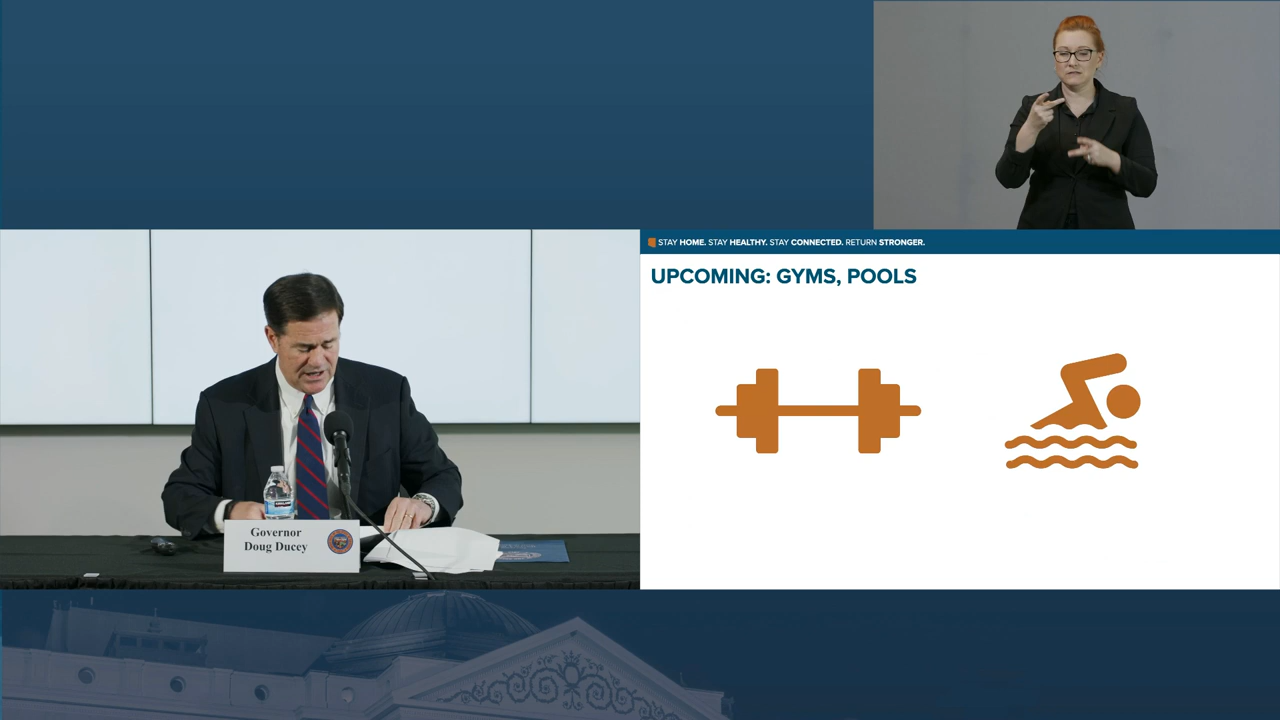 STAY HOME. STAY HEALTHY. STAY CONNECTED. RETURN STRONGER.
UPCOMING: GYMS, POOLS
Governor
Doug Ducey